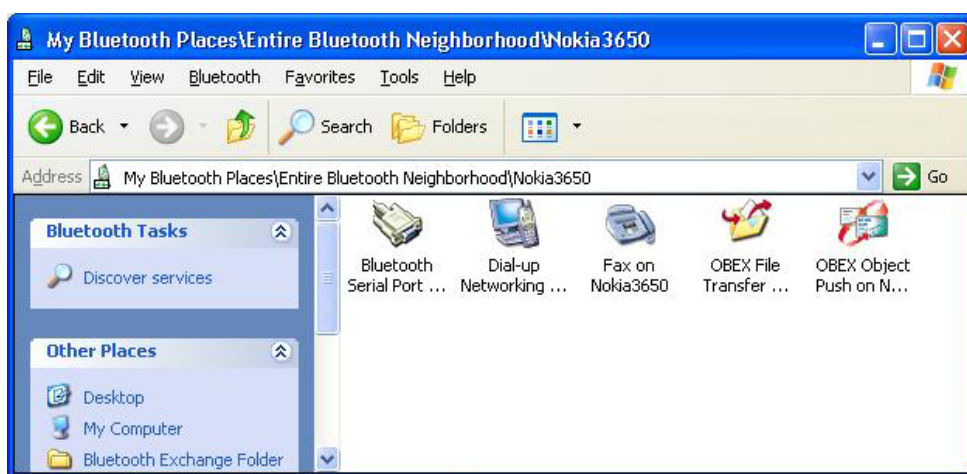 My Bluetooth Places\Entire Bluetooth Neighborhood\Nokia3650
File Edit View Bluetooth Favorites Tools Help
Back Search Folders
Address My Bluetooth Places\Entire Bluetooth Neighborhood\Nokia3650 Go
Bluetooth Tasks
Discover services
Other Places
Desktop
My Computer
Bluetooth Exchange Folder
Bluetooth
Serial Port ...
Dial-up
Networking ...
Fax on
Nokia3650
OBEX File
Transfer ...
OBEX Object
Push on N...